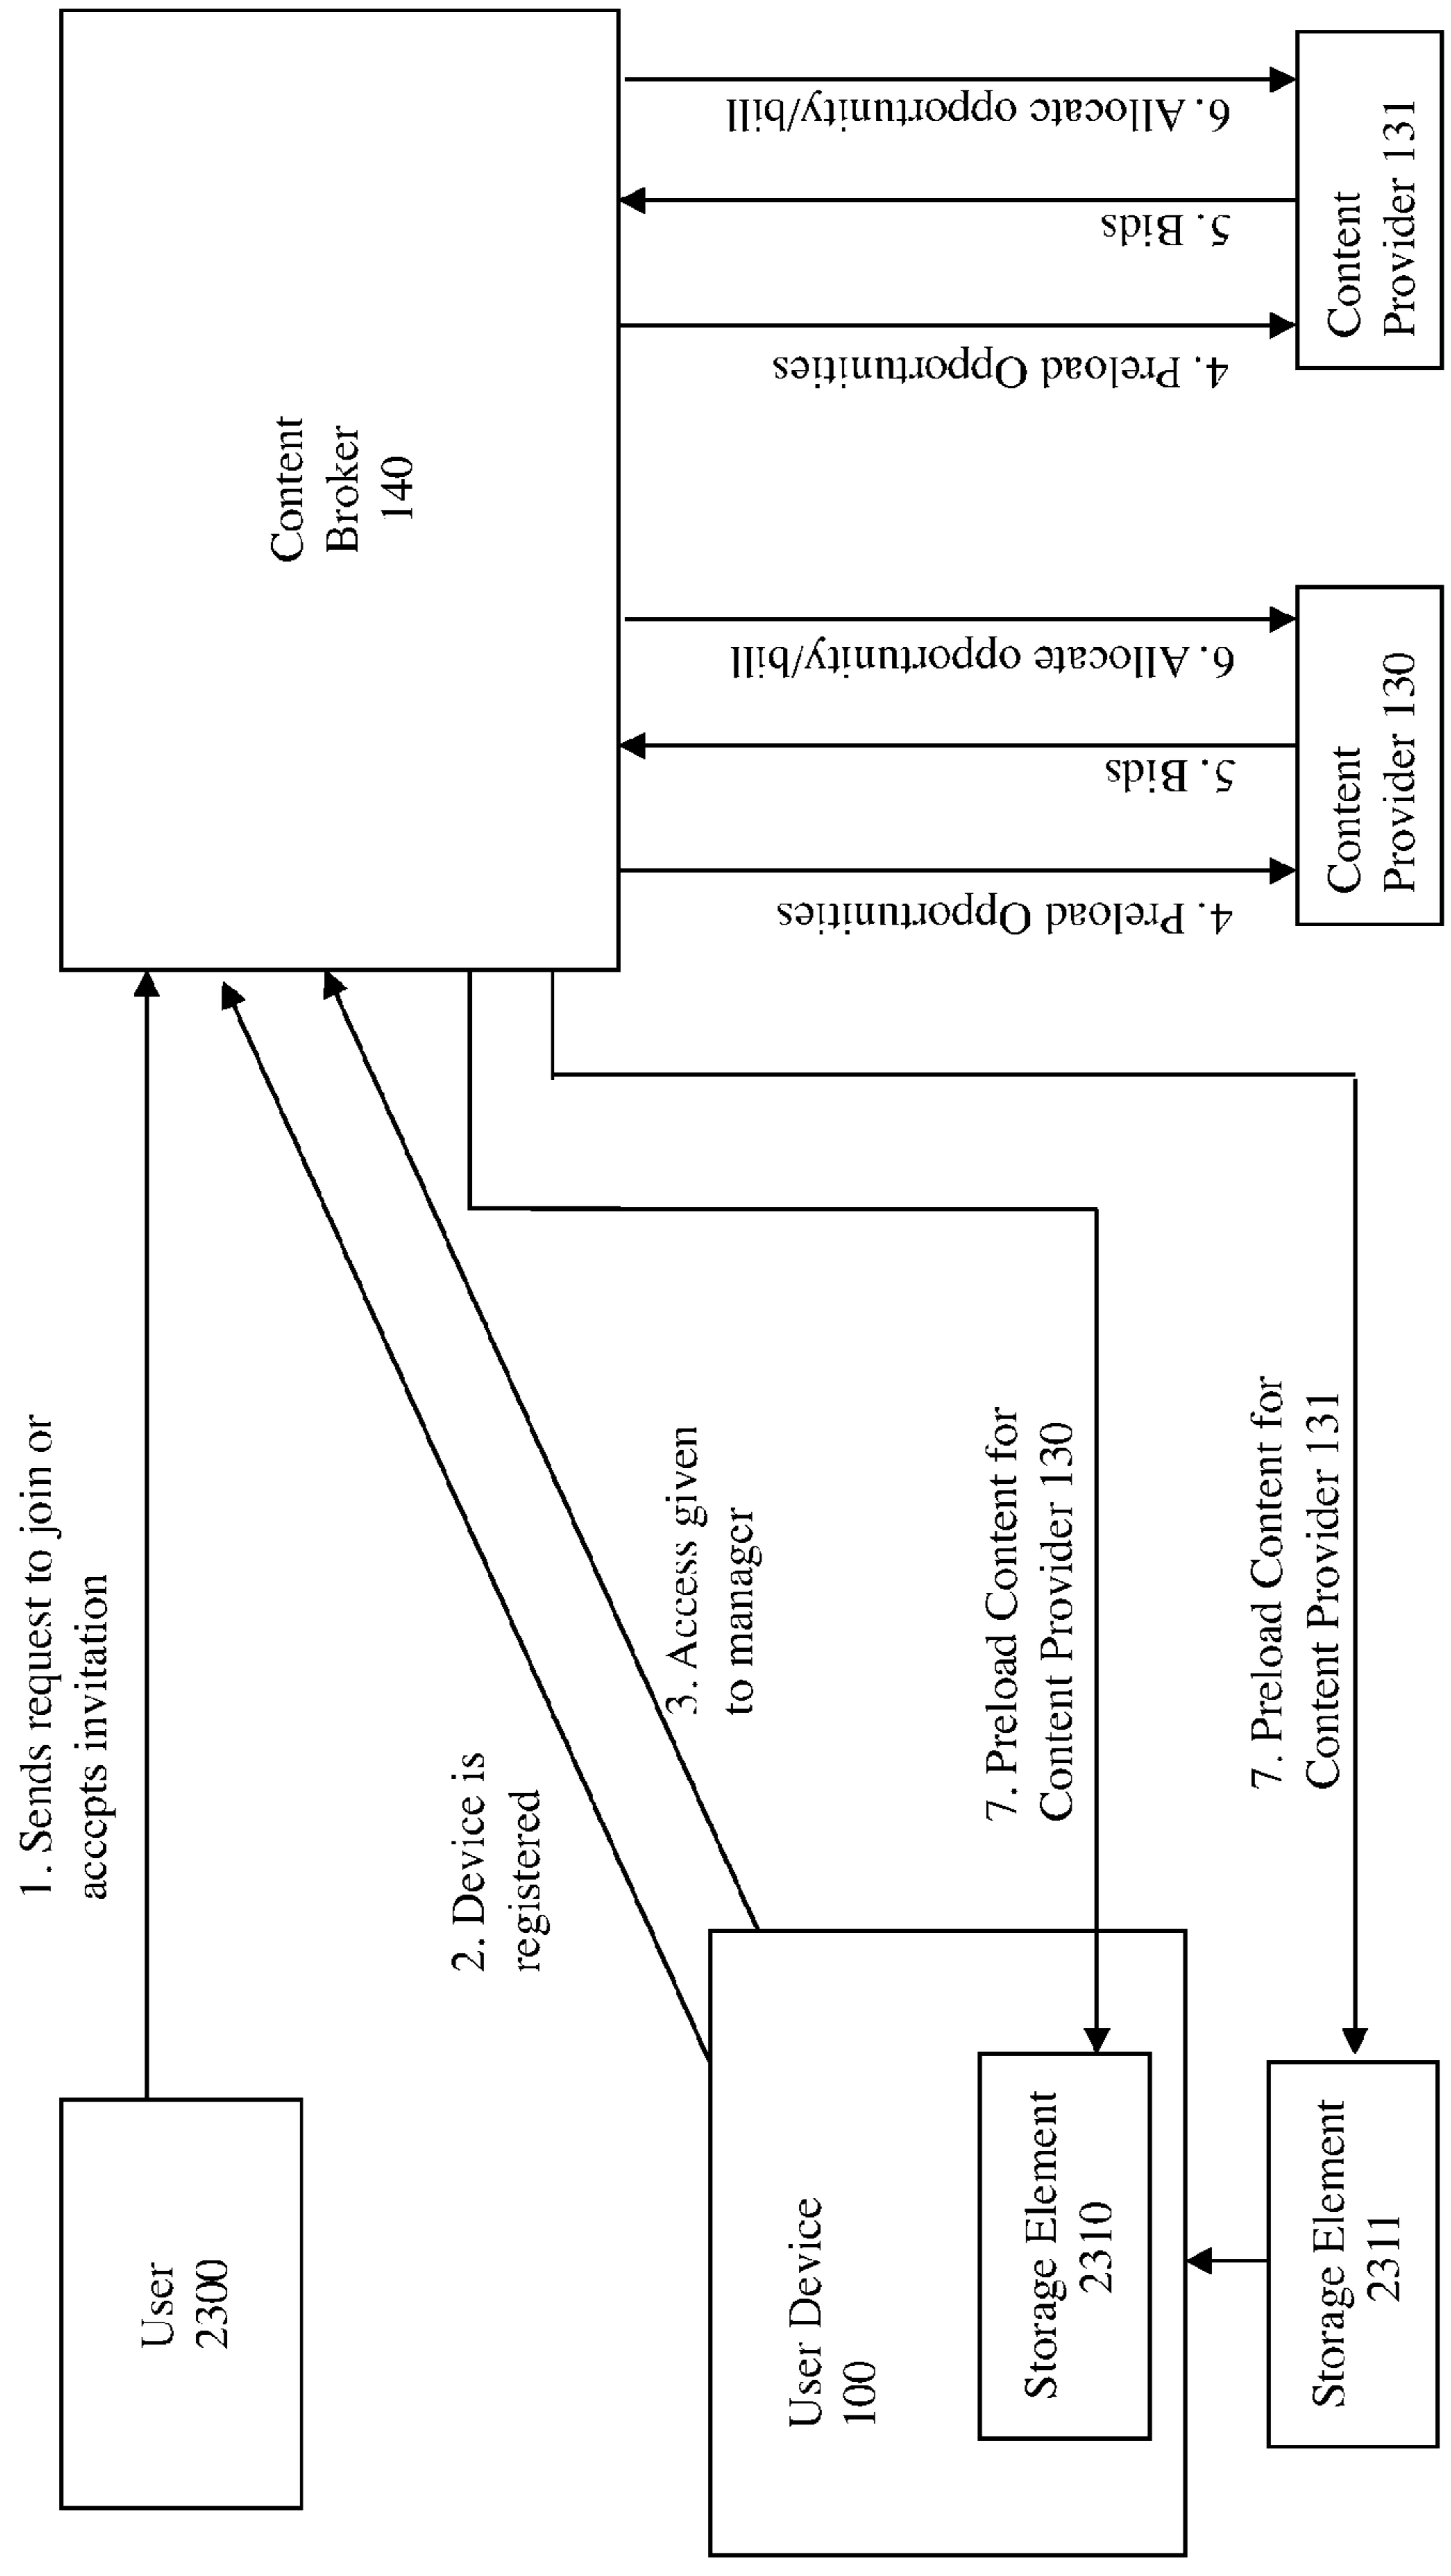 1. Sends request to join or
acccpts invitation
User
2300
Content
Broker
140
2. Device is
registered
3. Access given
to managcr
User Device
100
Storage Element
2310
7. Preload Content for
Content Provider 130
Storage Element
2311
7. Preload Content for
Content Provider 131
4. Preload Opportunities
5. Bids
6. Allocate opportunity/bill
4. Preload Opportunities
5. Bids
6. Allocatc opportunity/bill
Content
Provider 130
Content
Provider 131